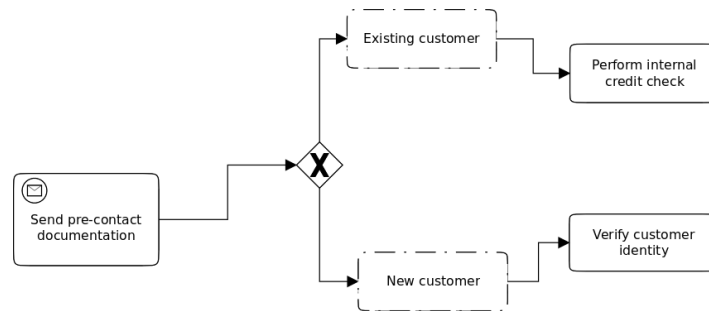 Existing customer
Perform internal
credit check
X
Send pre-contact
documentation
Verify customer
identity
New customer